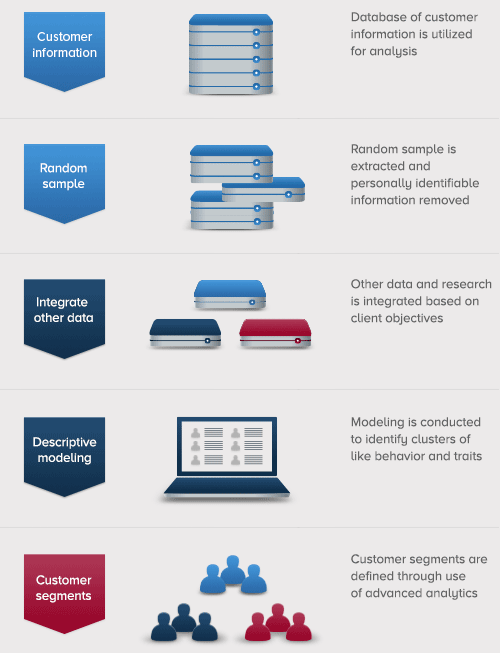 Customer
information
Database of customer
information is utilized
for analysis
Random
sample
Random sample is
extracted and
personally identifiable
information removed
Integrate
other data
Other data and research
is integrated based on
client objectives
Descriptive
modeling
Modeling is conducted
to identify clusters of
like behavior and traits
Customer
segments
Customer segments are
defined through use
of advanced analytics